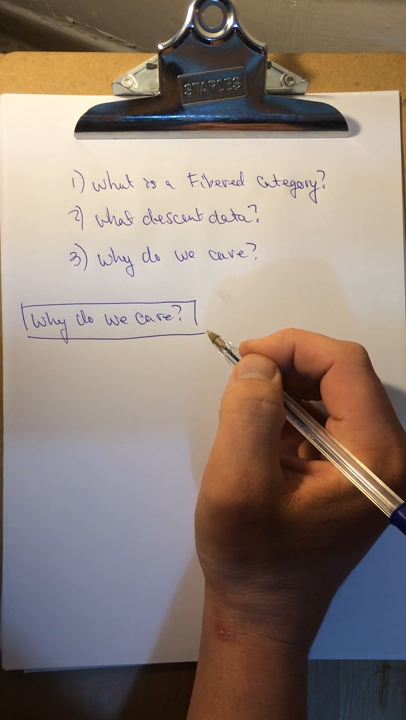 STAPLES
1) What is a Fibered Category?
2) What descent data?
3) Why do we care?
Why do we care?